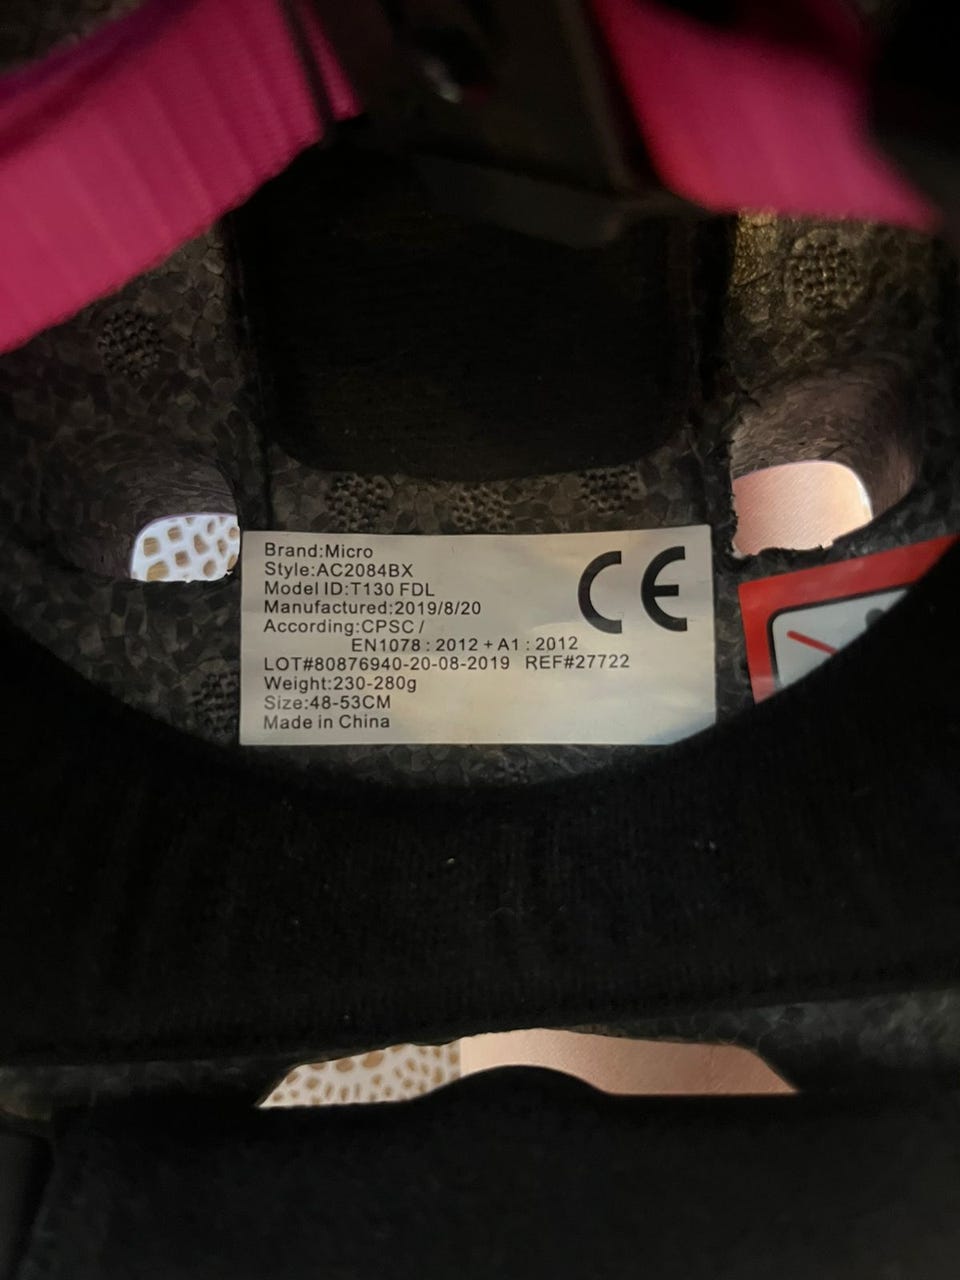 Brand:Micro
Style:AC2084BX
Model ID:T130 FDL
Manufactured:2019/8/20
According:CPSC /
EN1078 : 2012 + A1 : 2012
LOT#80876940-20-08-2019 REF#27722
Weight:230-280g
Size:48-53CM
Made in China
CE